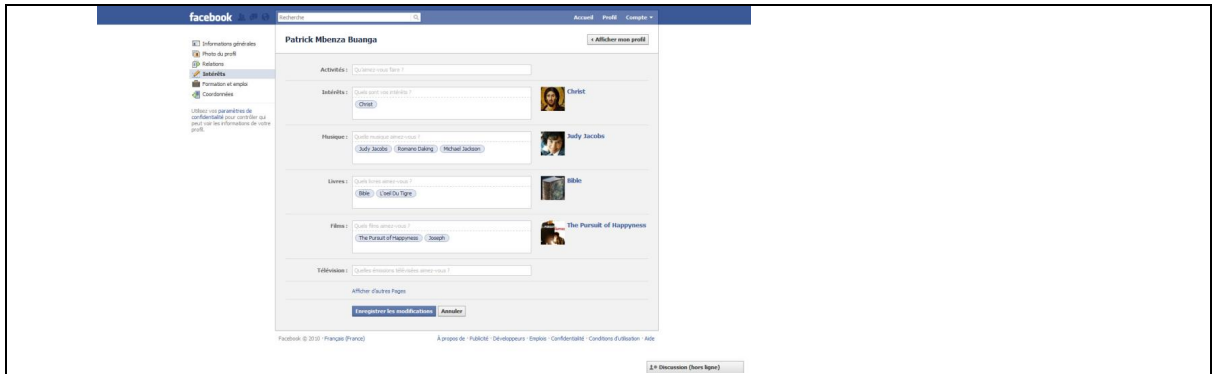 facebook Recherche Accueil Profil Compte
Patrick Mbenza Buanga Afficher mon profil
Informations générales
Photo du profil
Relations
Intérêts
Formation et emploi
Coordonnées
Utilisez vos paramètres de
confidentialité pour contrôler qui
peut voir les informations de votre
profil.
Activités : Qu'aimez-vous faire ?
Intérêts : Quels sont vos intérêts ? Christ
Christ
Musique : Quelle musique aimez-vous ? Judy Jacobs
Judy Jacobs Romano Daking Michael Jackson
Livres : Quels livres aimez-vous ? Bible
Bible L'oeil Du Tigre
Films : Quels films aimez-vous ? The Pursuit of Happyness
The Pursuit of Happyness Joseph
Télévision : Quelles émissions télévisées aimez-vous ?
Afficher d'autres Pages
Enregistrer les modifications Annuler
Facebook © 2010 · Français (France) À propos de · Publicité · Développeurs · Emplois · Confidentialité · Conditions d'utilisation · Aide
Discussion (hors ligne)